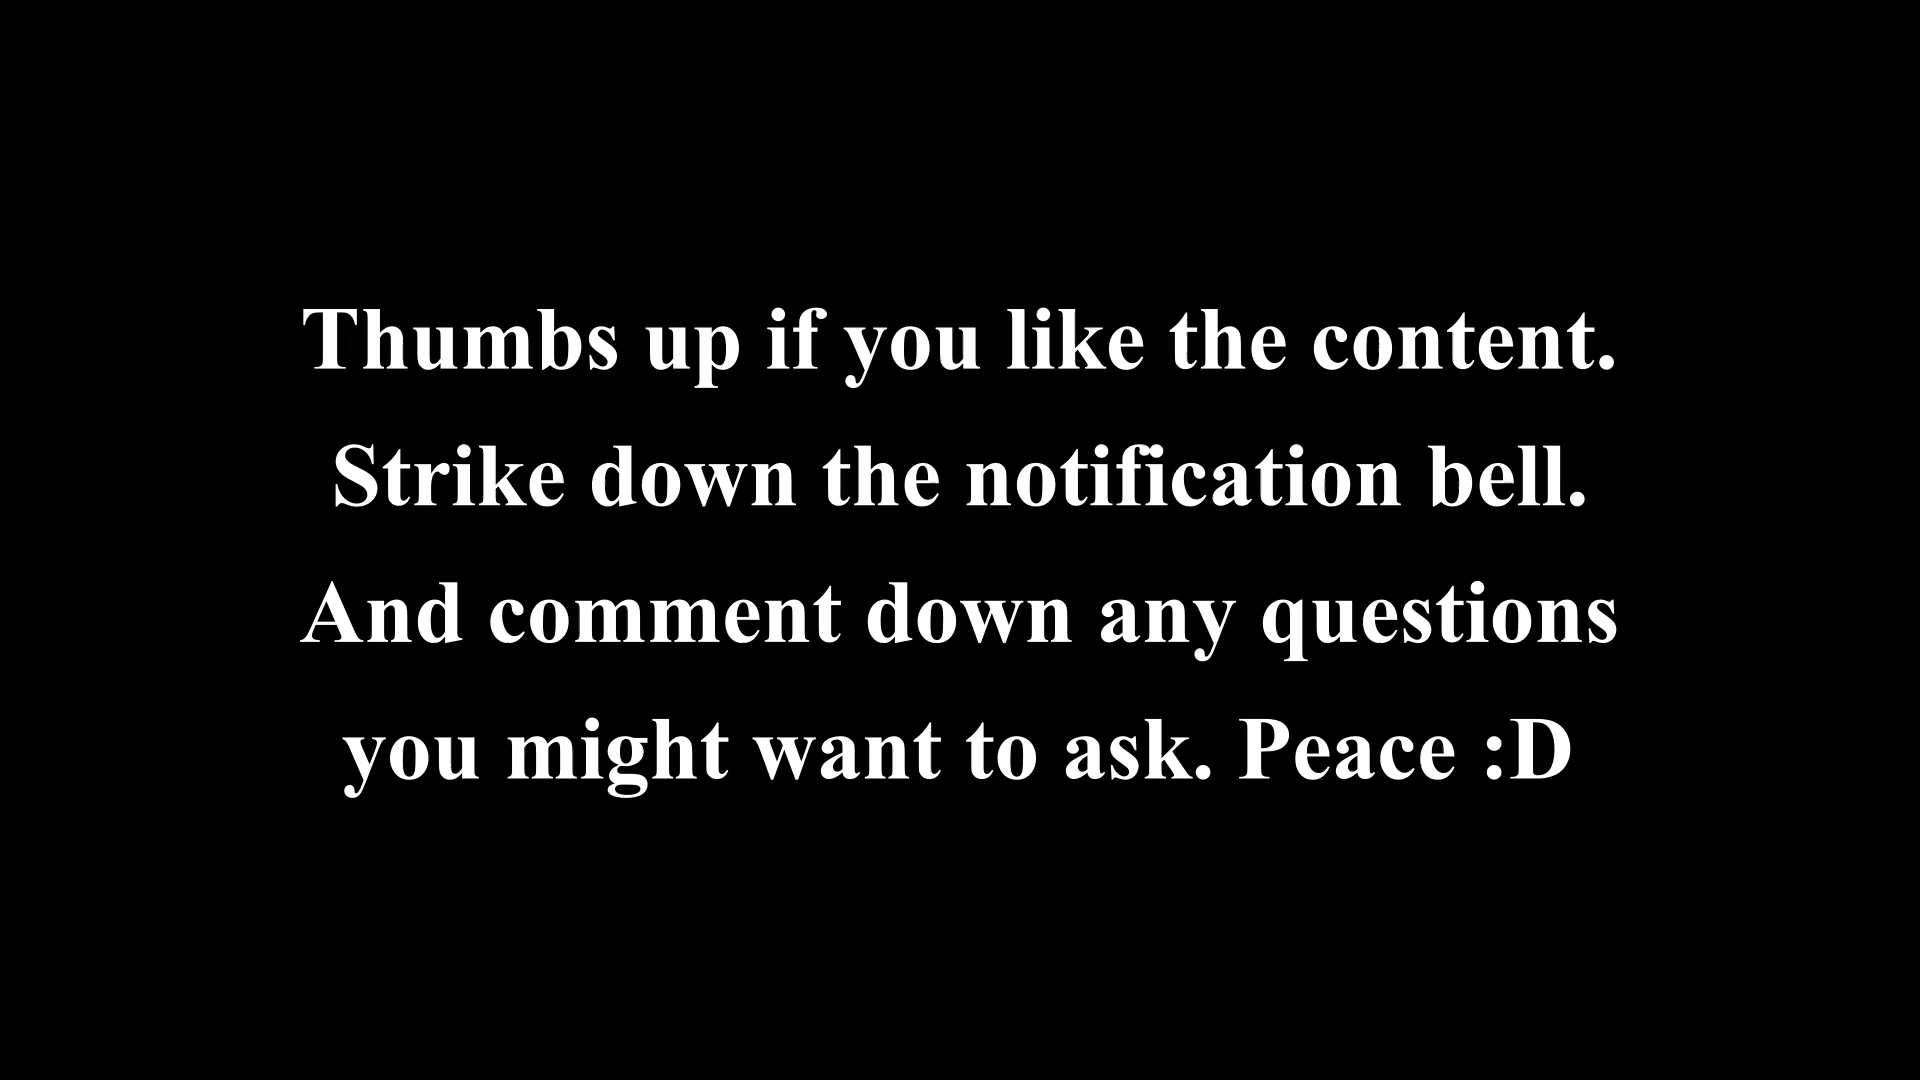 Thumbs up if you like the content.
Strike down the notification bell.
And comment down any questions
you might want to ask. Peace :D